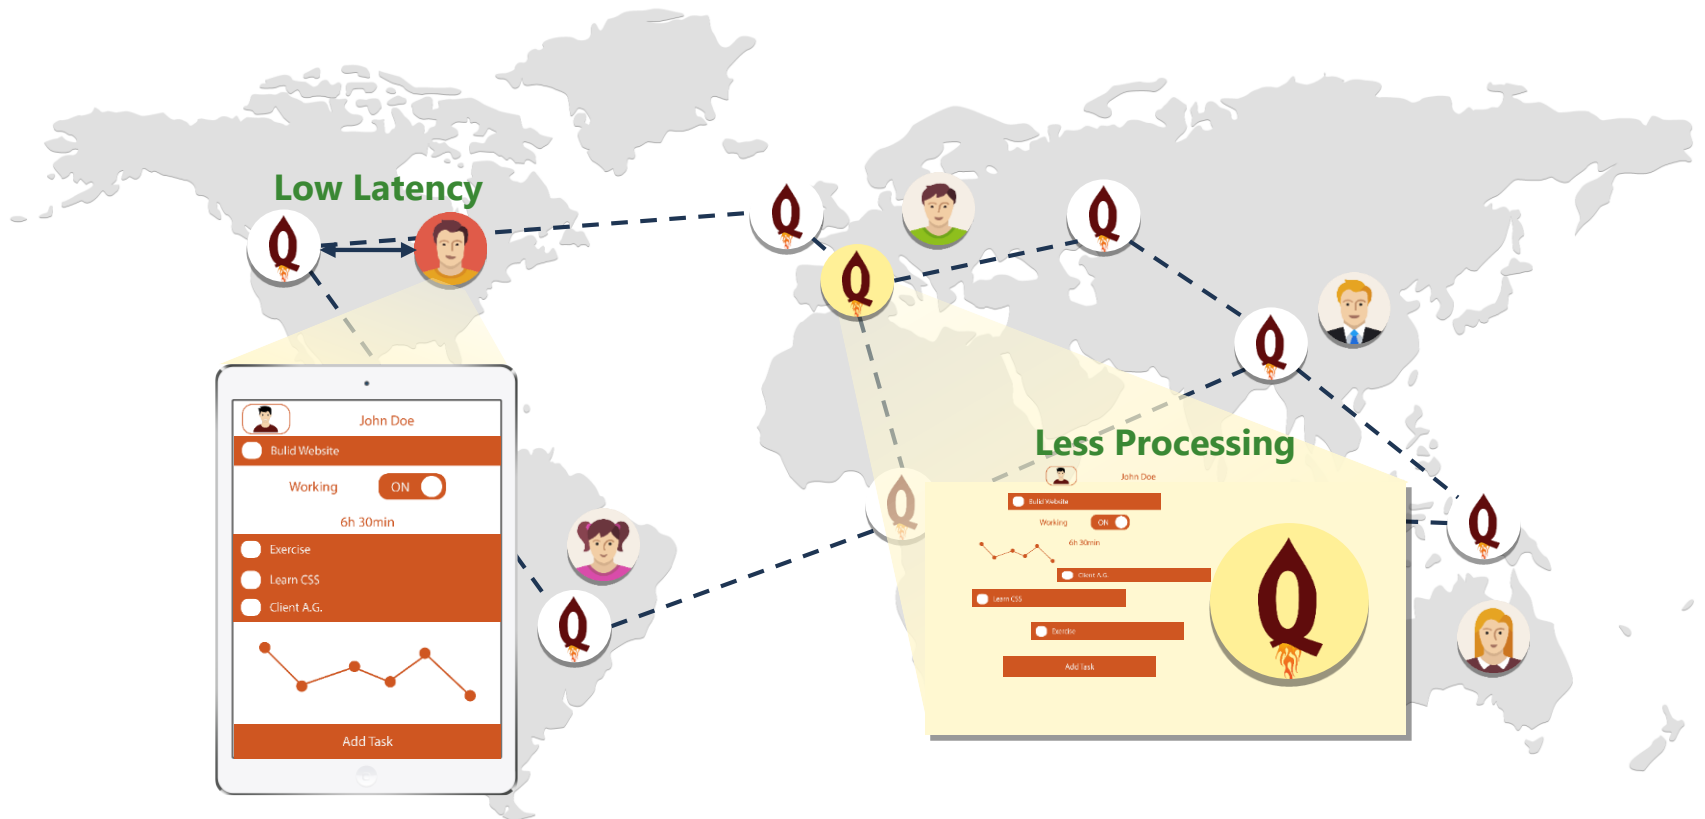 Low Latency
Q
Q
Q
Q
Q
Q
Q
Q
John Doe
Bulid Website
Working
ON
6h 30min
Exercise
Learn CSS
Client A.G.
Add Task
Less Processing
John Doe
Bulid Website
Working
ON
6h 30min
Client A.G.
Learn CSS
Exercise
Add Task
Q